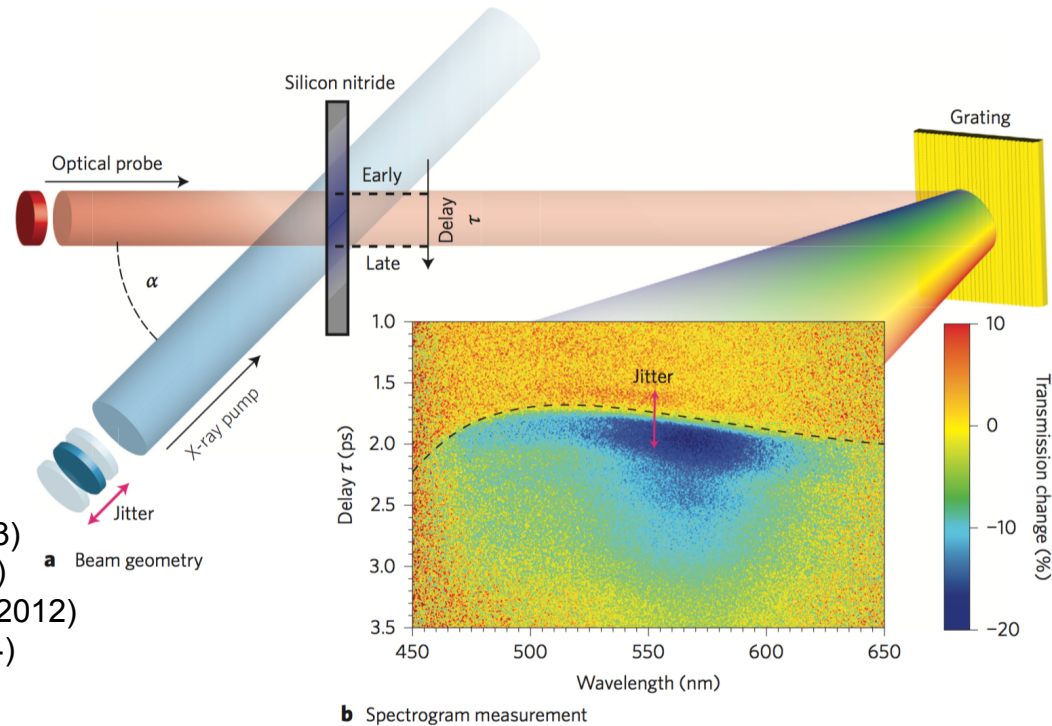 Silicon nitride
Grating
Optical probe
Early
Delay
τ
Late
α
X-ray pump
Jitter
3)
)
2012)
.)
a Beam geometry
1.0
1.5
2.0
2.5
3.0
3.5
Delay τ (ps)
Jitter
450 500 550 600 650
Wavelength (nm)
10
0
−10
−20
Transmission change (%)
b Spectrogram measurement